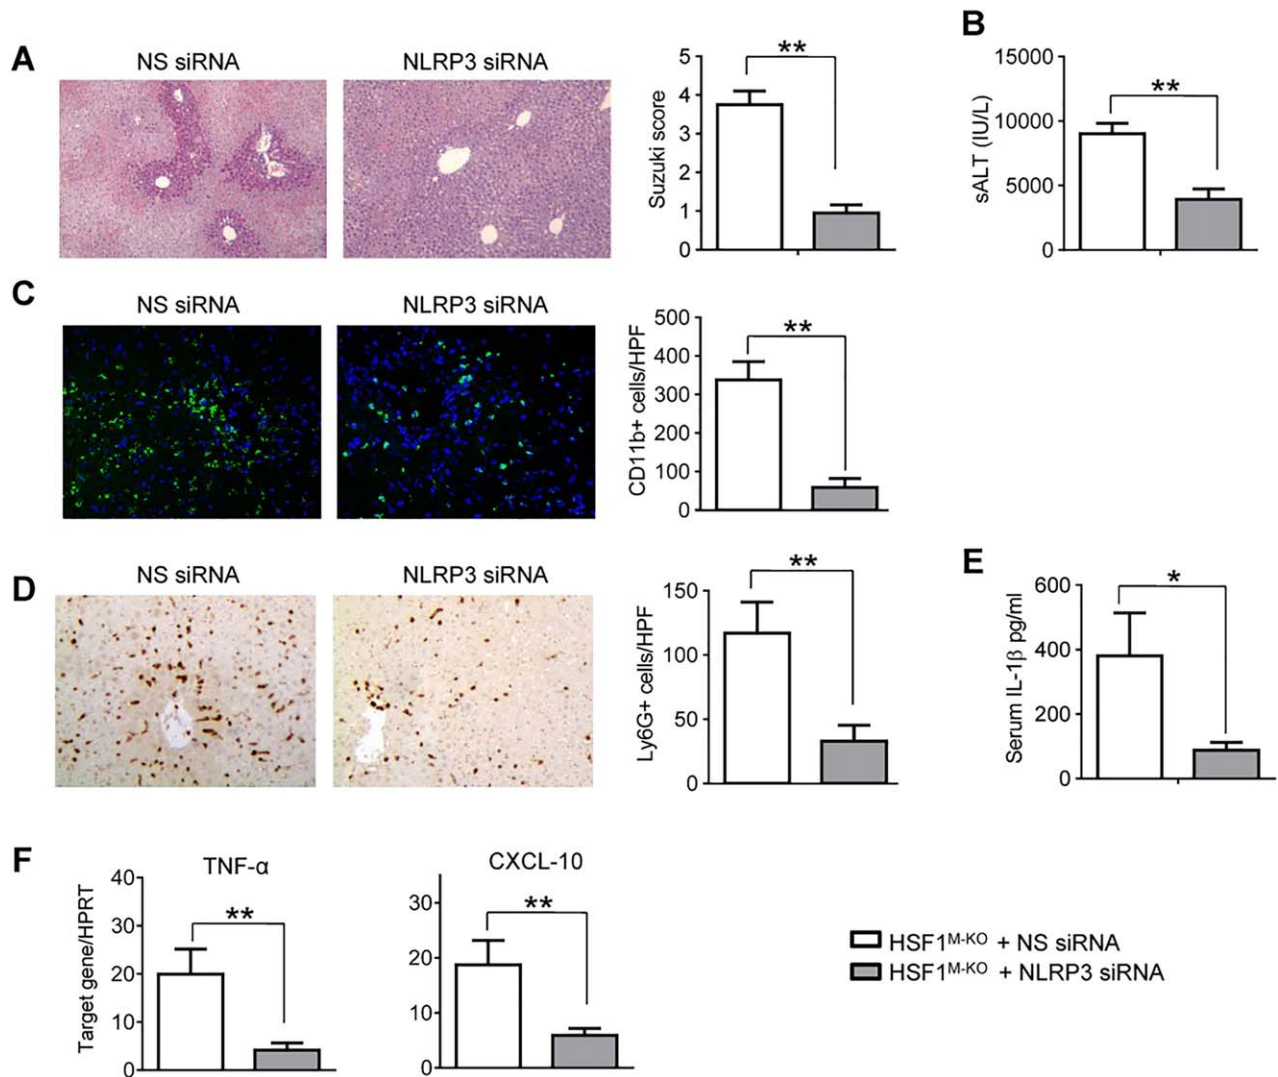 A
NS siRNA
NLRP3 siRNA
Suzuki score
5
4
3
2
1
0
**
B
sALT (IU/L)
15000
10000
5000
0
**
C
NS siRNA
NLRP3 siRNA
CD11b+ cells/HPF
500
400
300
200
100
0
**
D
NS siRNA
NLRP3 siRNA
Ly6G+ cells/HPF
150
100
50
0
**
E
Serum IL-1β pg/ml
600
400
200
0
*
F
TNF-α
Target gene/HPRT
40
30
20
10
0
**
CXCL-10
30
20
10
0
**
HSF1M-KO + NS siRNA
HSF1M-KO + NLRP3 siRNA